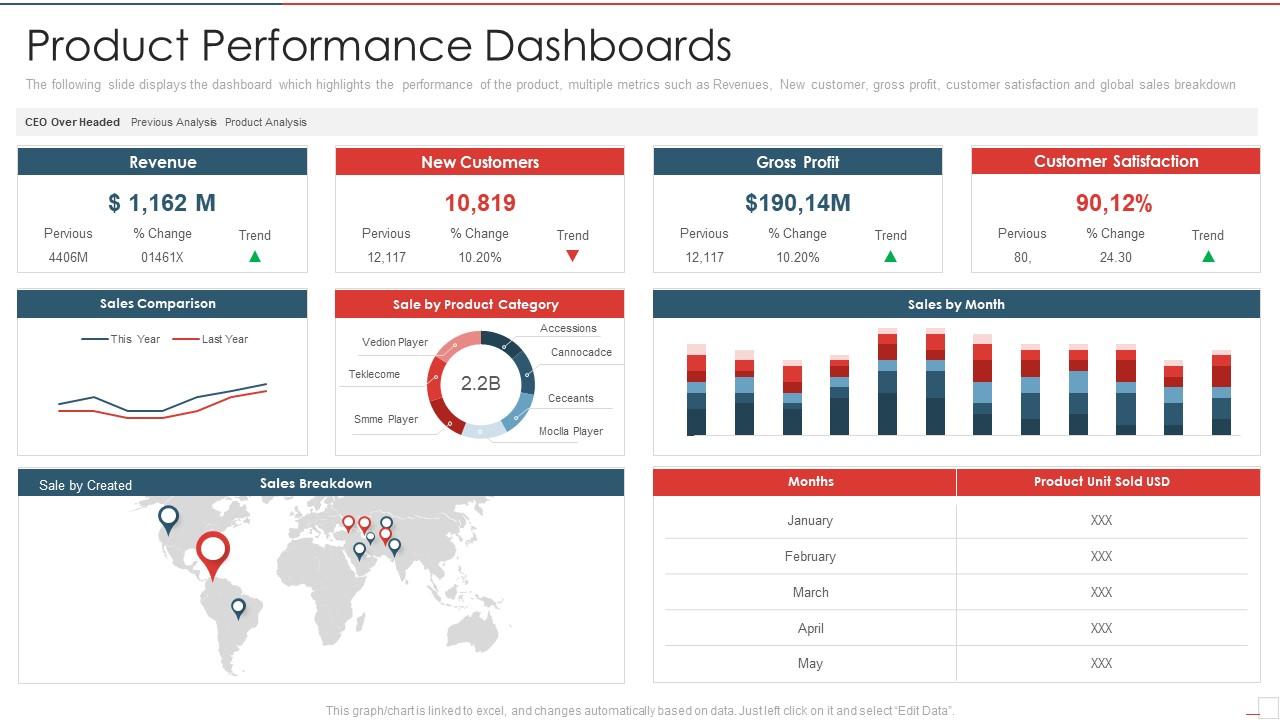 Product Performance Dashboards
The following slide displays the dashboard which highlights the performance of the product, multiple metrics such as Revenues, New customer, gross profit, customer satisfaction and global sales breakdown
CEO Over Headed Previous Analysis Product Analysis
Revenue
$ 1,162 M
Pervious % Change Trend
4406M 01461X
New Customers
10,819
Pervious % Change Trend
12,117 10.20%
Gross Profit
$190,14M
Pervious % Change Trend
12,117 10.20%
Customer Satisfaction
90,12%
Pervious % Change Trend
80, 24.30
Sales Comparison
This Year Last Year
Sale by Product Category
Accessions
Vedion Player
Cannocadce
Teklecome
2.2B
Ceceants
Smme Player
Moclla Player
Sales by Month
Sale by Created Sales Breakdown
Months Product Unit Sold USD
January XXX
February XXX
March XXX
April XXX
May XXX
This graph/chart is linked to excel, and changes automatically based on data. Just left click on it and select “Edit Data”.